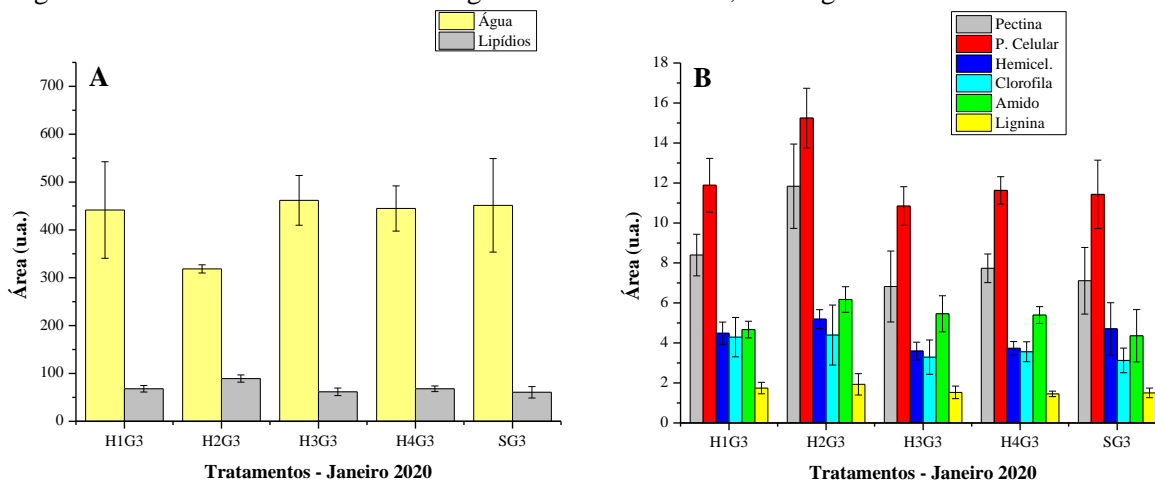 Água
Lipídios
A
Área (u.a.)
700
600
500
400
300
200
100
0
H1G3 H2G3 H3G3 H4G3 SG3
Tratamentos - Janeiro 2020
Pectina
P. Celular
Hemicel.
Clorofila
Amido
Lignina
B
Área (u.a.)
18
16
14
12
10
8
6
4
2
0
H1G3 H2G3 H3G3 H4G3 SG3
Tratamentos - Janeiro 2020